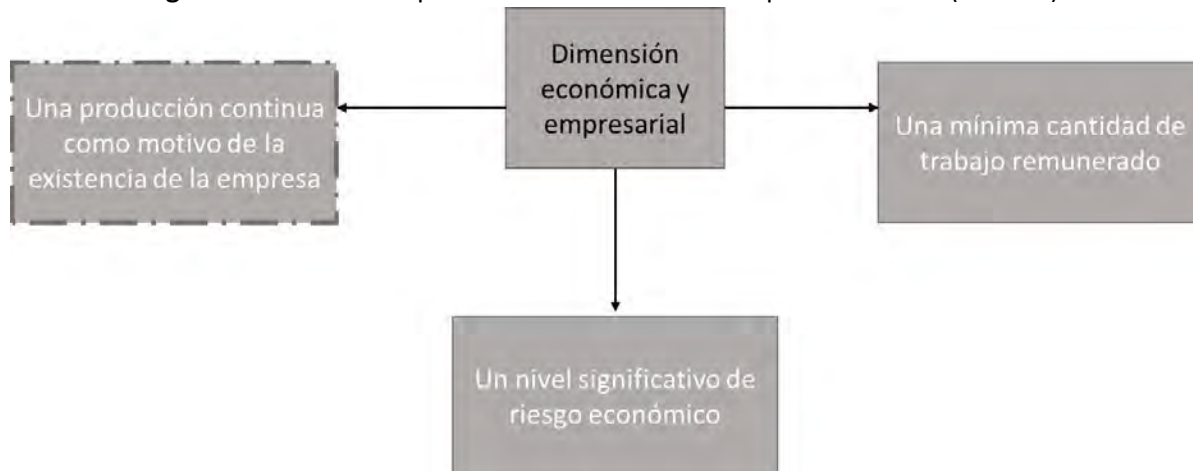 Dimensión
económica y
empresarial
Una producción continua
como motivo de la
existencia de la empresa
Una mínima cantidad de
trabajo remunerado
Un nivel significativo de
riesgo económico